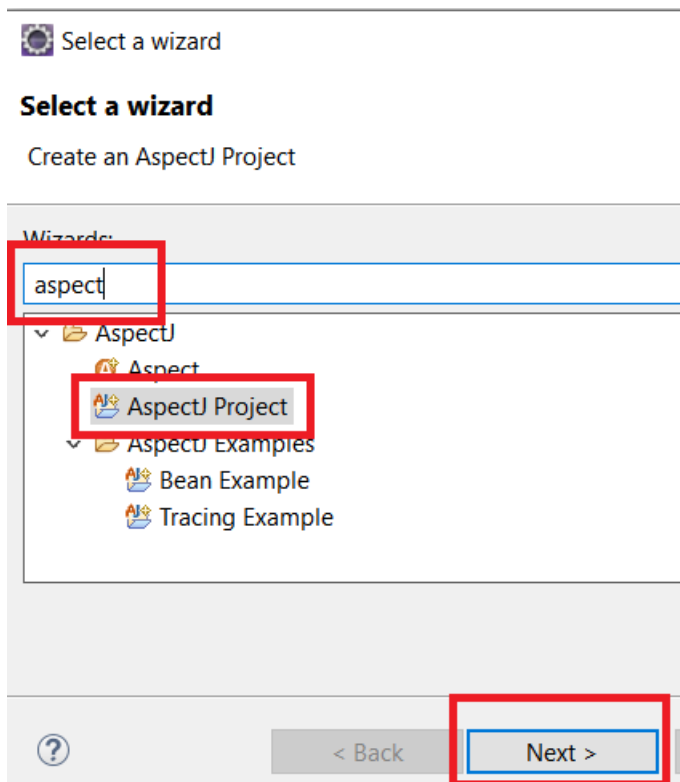 Select a wizard
Select a wizard
Create an AspectJ Project
Wizards:
aspect
AspectJ
Aspect
AspectJ Project
AspectJ Examples
Bean Example
Tracing Example
< Back
Next >